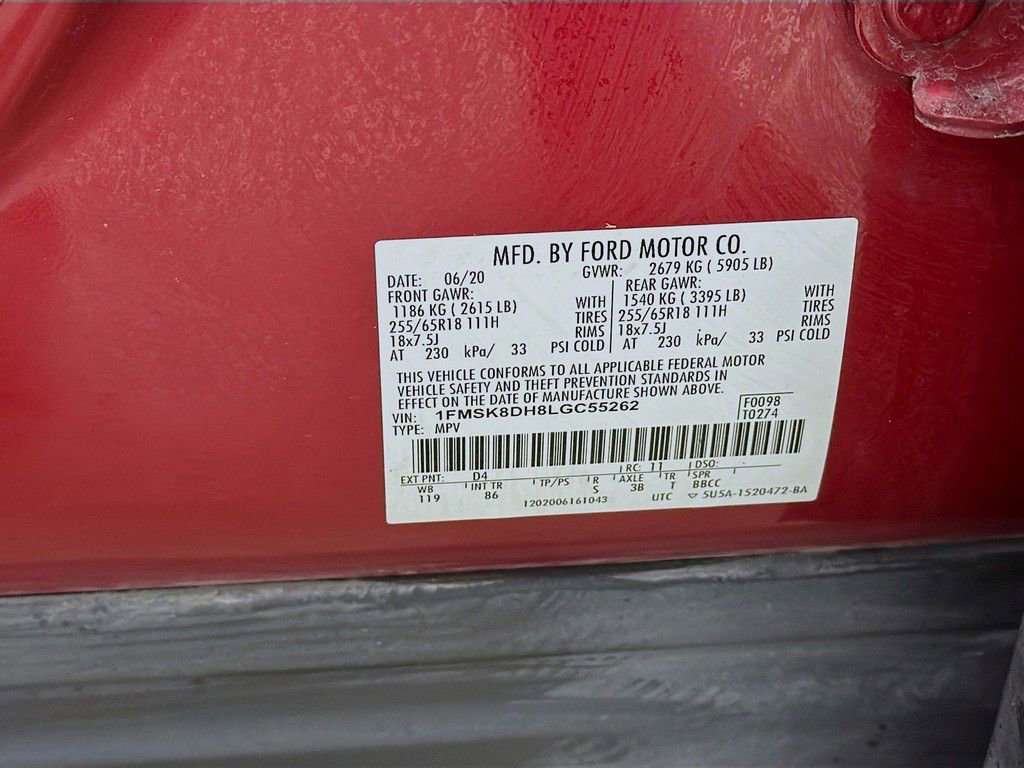 MFD. BY FORD MOTOR CO.
DATE: 06/20 GVWR: 2679 KG ( 5905 LB)
FRONT GAWR: REAR GAWR:
1186 KG ( 2615 LB) WITH 1540 KG ( 3395 LB) WITH
255/65R18 111H TIRES 255/65R18 111H TIRES
18x7.5J RIMS 18x7.5J RIMS
AT 230 kPa/ 33 PSI COLD AT 230 kPa/ 33 PSI COLD
THIS VEHICLE CONFORMS TO ALL APPLICABLE FEDERAL MOTOR
VEHICLE SAFETY AND THEFT PREVENTION STANDARDS IN
EFFECT ON THE DATE OF MANUFACTURE SHOWN ABOVE.
VIN: 1FMSK8DH8LGC55262 F0098
TYPE: MPV T0274
EXT PNT: D4 RC: 11 DSO:
WB INT TR TP/PS R AXLE TR SPR
119 86 S 3B T BBCC
1202006161043 UTC ▽ 5U5A-1520472-BA